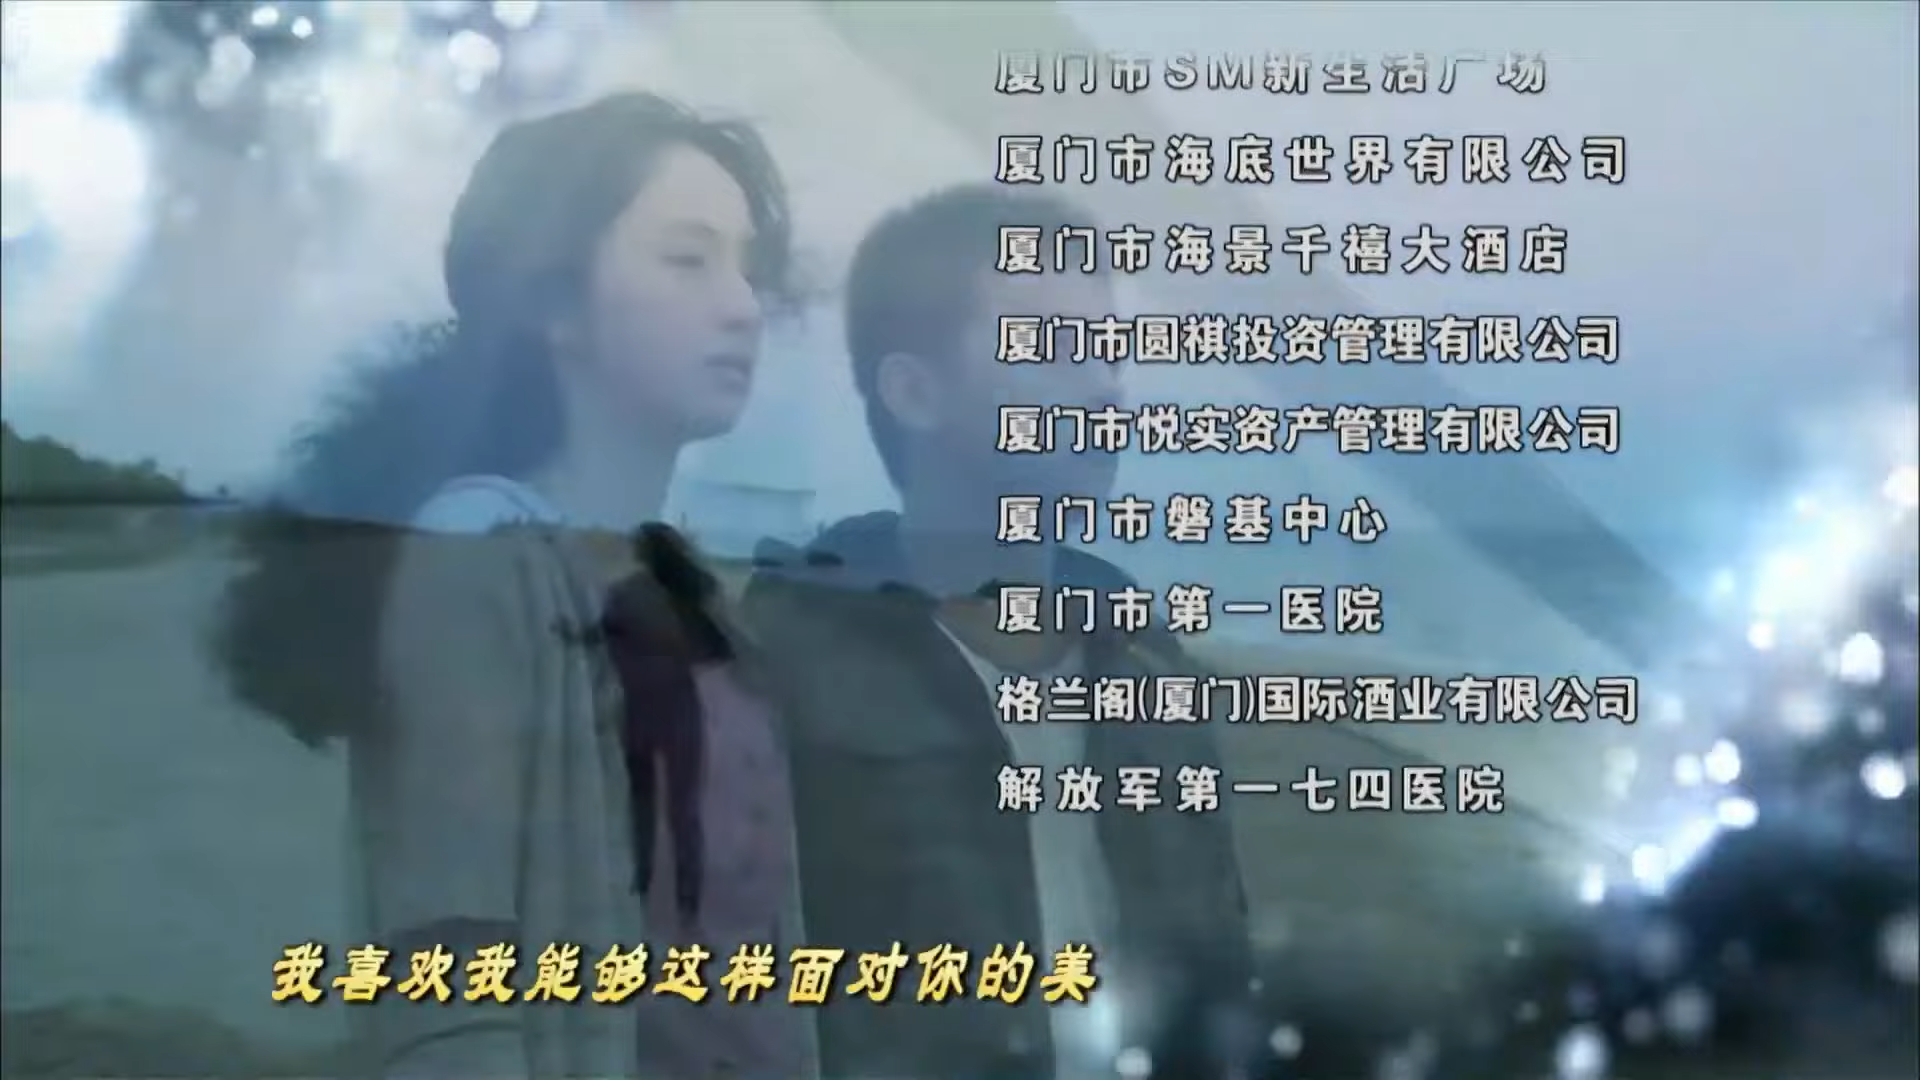 厦门市SM新生活广场
厦门市海底世界有限公司
厦门市海景千禧大酒店
厦门市圆祺投资管理有限公司
厦门市悦实资产管理有限公司
厦门市磐基中心
厦门市第一医院
格兰阁(厦门)国际酒业有限公司
解放军第一七四医院
我喜欢我能够这样面对你的美